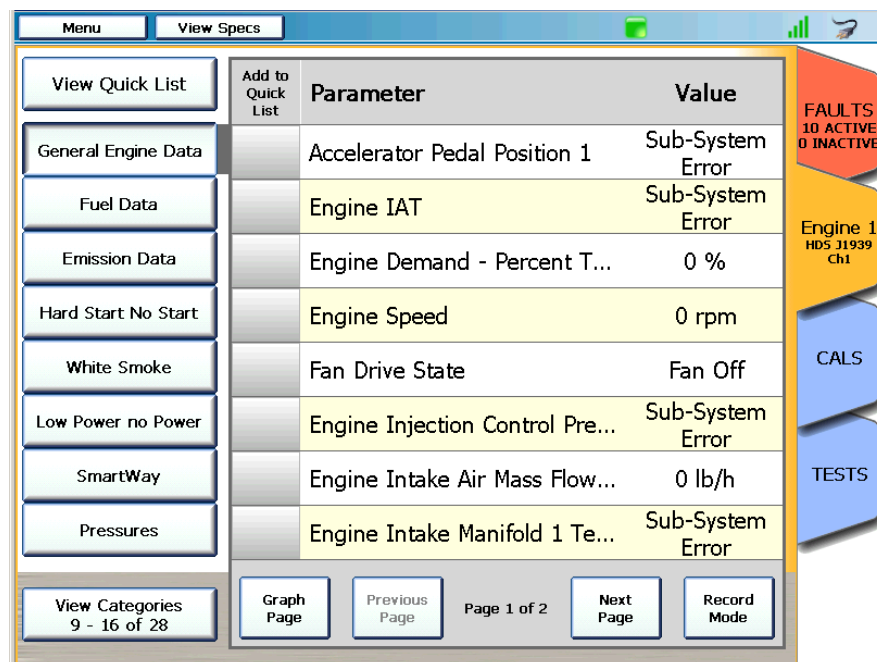 Menu
View Specs
View Quick List
Add to
Quick
List
Parameter
Value
FAULTS
10 ACTIVE
0 INACTIVE
General Engine Data
Accelerator Pedal Position 1
Sub-System
Error
Fuel Data
Engine IAT
Sub-System
Error
Engine 1
HDS J1939
Ch1
Emission Data
Engine Demand - Percent T...
0 %
Hard Start No Start
Engine Speed
0 rpm
White Smoke
Fan Drive State
Fan Off
CALS
Low Power no Power
Engine Injection Control Pre...
Sub-System
Error
SmartWay
Engine Intake Air Mass Flow...
0 lb/h
TESTS
Pressures
Engine Intake Manifold 1 Te...
Sub-System
Error
View Categories
9 - 16 of 28
Graph
Page
Previous
Page
Page 1 of 2
Next
Page
Record
Mode